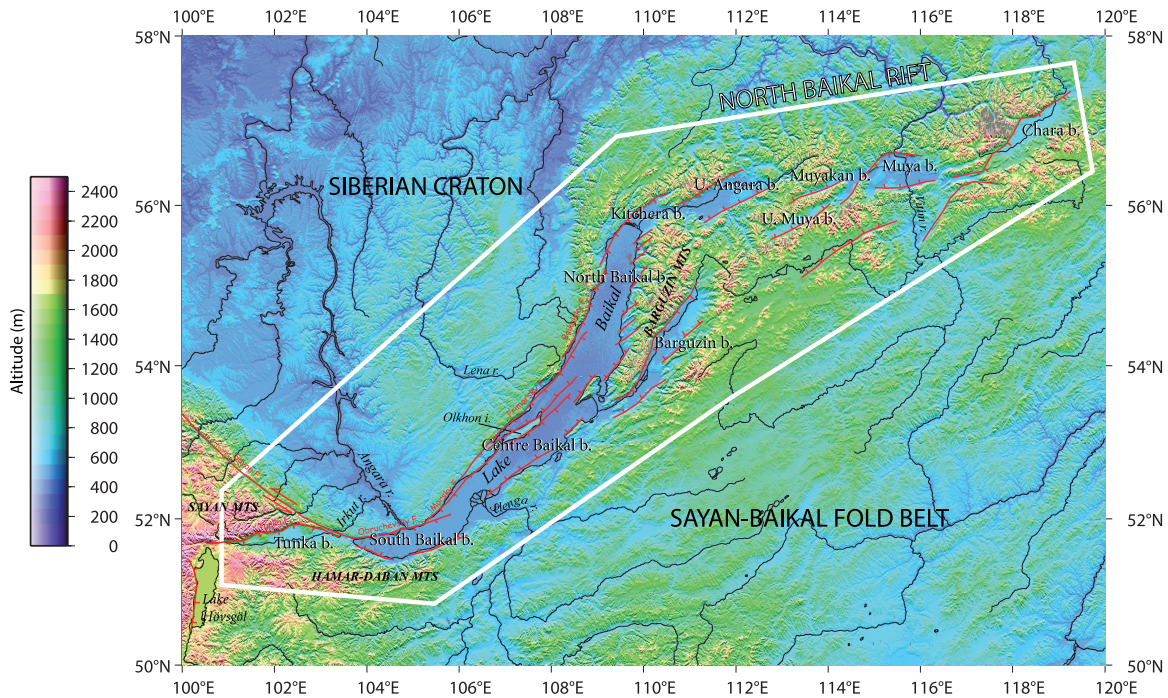 100°E 102°E 104°E 106°E 108°E 110°E 112°E 114°E 116°E 118°E 120°E
58°N 58°N
NORTH BAIKAL RIFT
Chara b.
Muya b.
Muyakan b.
U. Angara b.
SIBERIAN CRATON
56°N 56°N
Kitchera b.
U. Muya b.
Vitim r.
North Baikal b.
BARGUZIN MTS
Baikal
Barguzin b.
Altitude (m)
2400
2200
2000
1800
1600
1400
1200
1000
800
600
400
200
0
54°N 54°N
Lena r.
Olkhon i.
Centre Baikal b.
Lake
Angara r.
Irkut r.
SAYAN MTS
52°N 52°N
SAYAN-BAIKAL FOLD BELT
Tunka b.
South Baikal b.
HAMAR-DABAN MTS
Lake
Hövsgöl
50°N 50°N
100°E 102°E 104°E 106°E 108°E 110°E 112°E 114°E 116°E 118°E 120°E